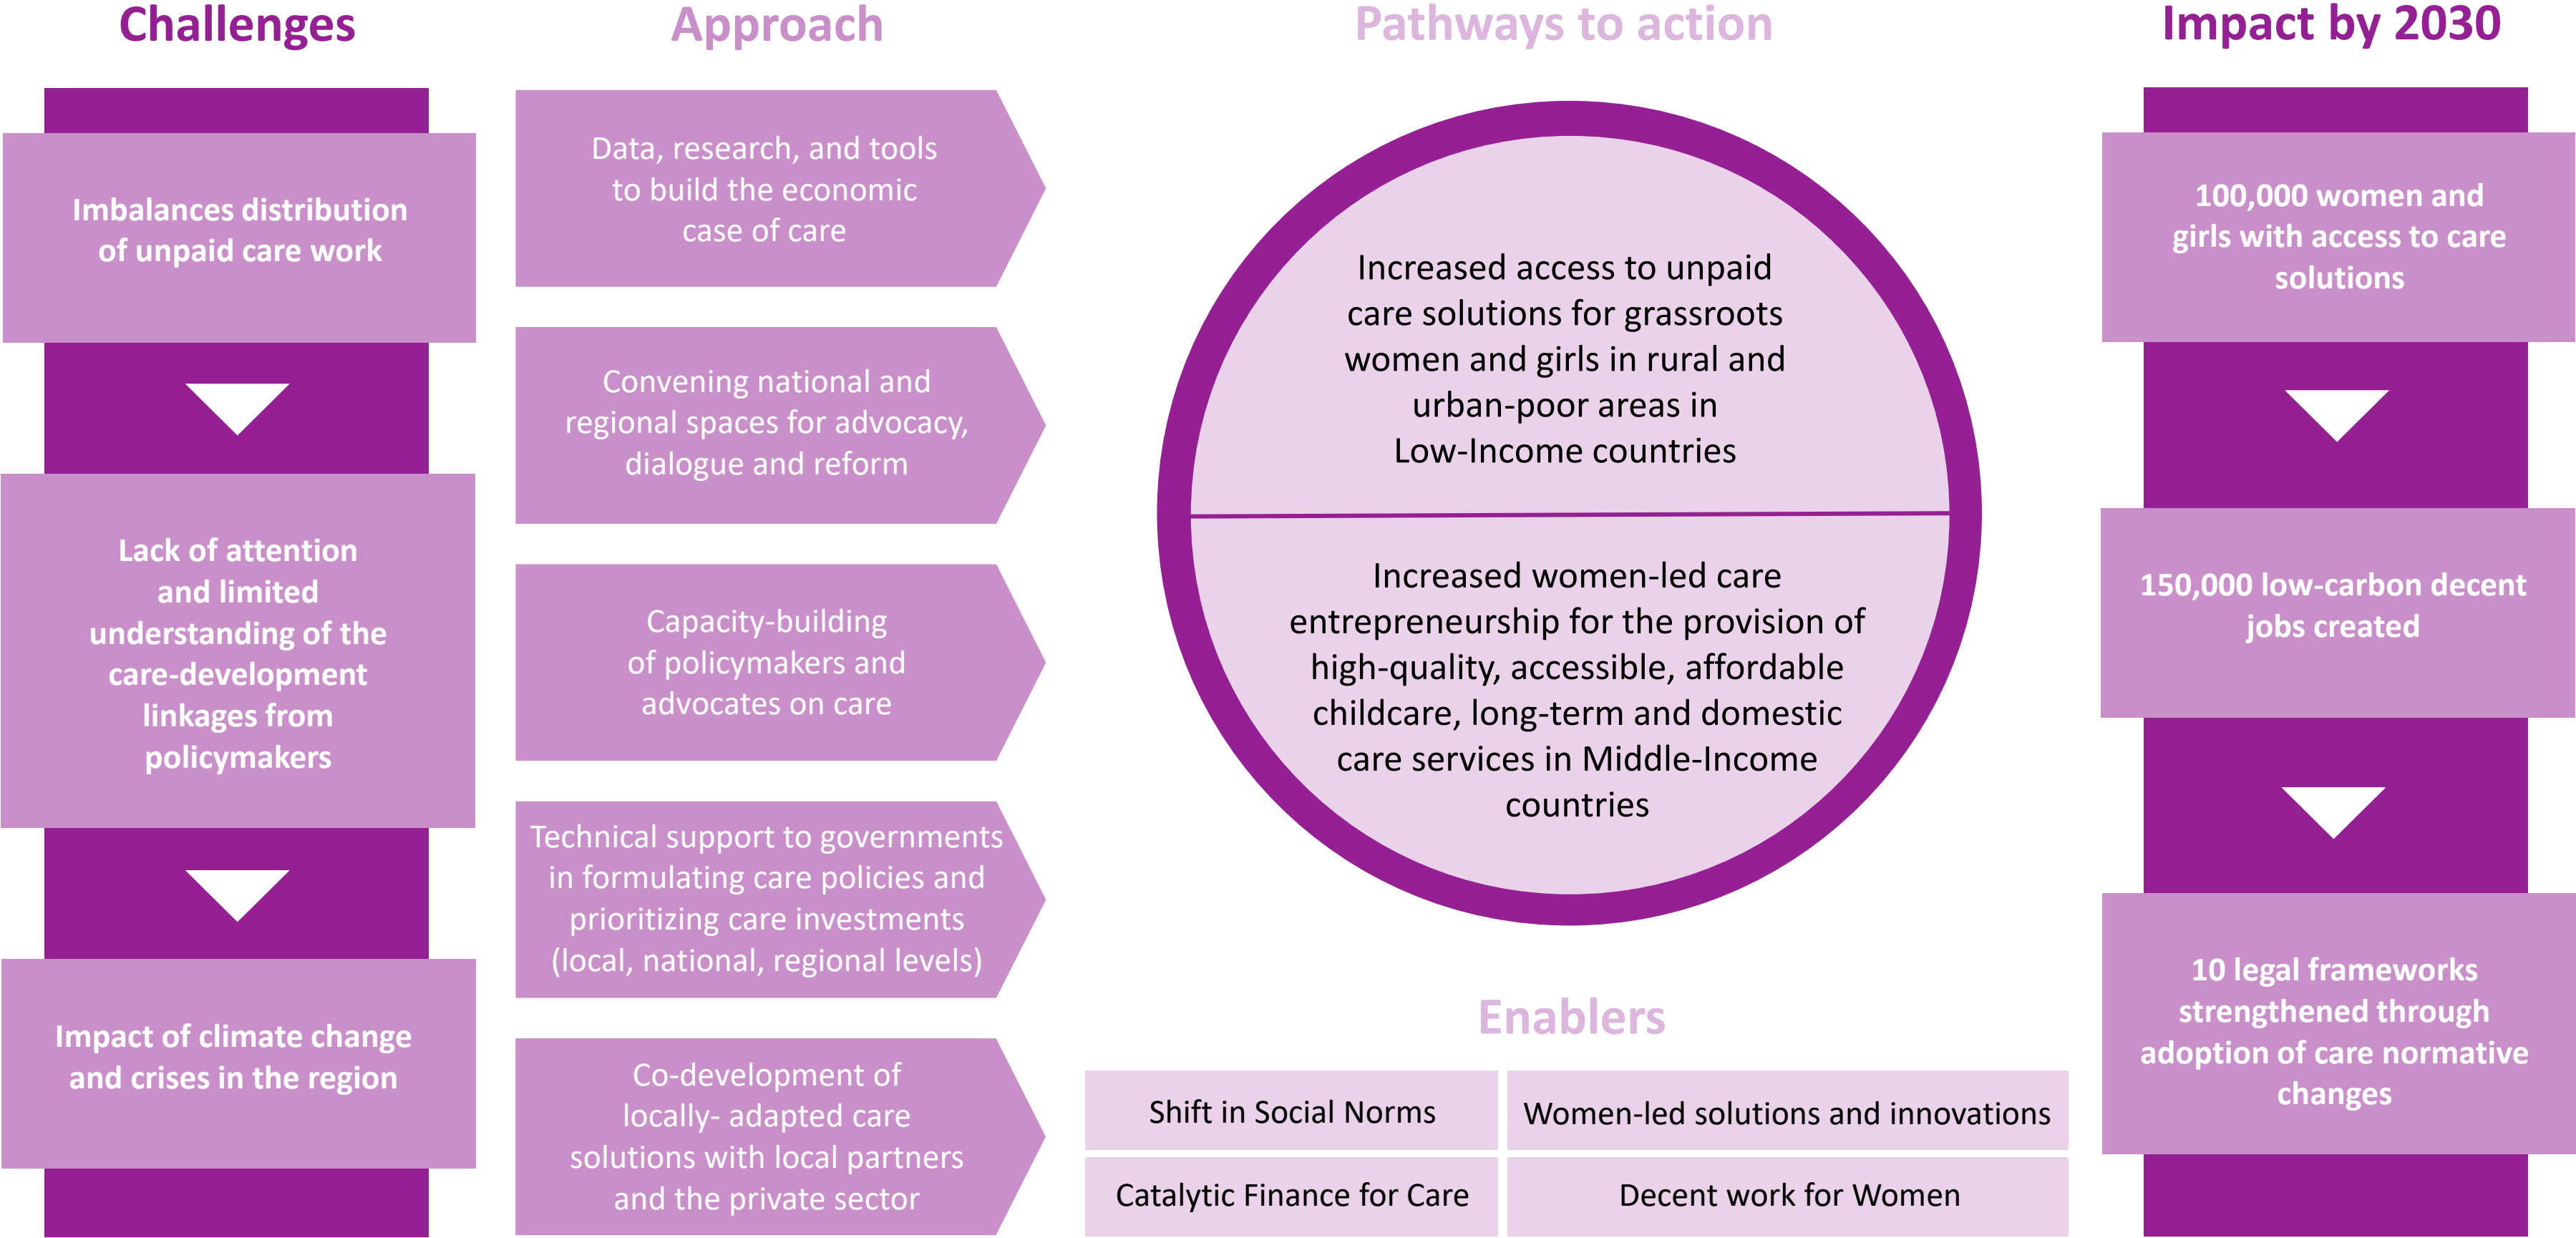 Challenges
Imbalances distribution
of unpaid care work
Lack of attention
and limited
understanding of the
care-development
linkages from
policymakers
Impact of climate change
and crises in the region
Approach
Data, research, and tools
to build the economic
case of care
Convening national and
regional spaces for advocacy,
dialogue and reform
Capacity-building
of policymakers and
advocates on care
Technical support to governments
in formulating care policies and
prioritizing care investments
(local, national, regional levels)
Co-development of
locally- adapted care
solutions with local partners
and the private sector
Pathways to action
Increased access to unpaid
care solutions for grassroots
women and girls in rural and
urban-poor areas in
Low-Income countries
Increased women-led care
entrepreneurship for the provision of
high-quality, accessible, affordable
childcare, long-term and domestic
care services in Middle-Income
countries
Enablers
Shift in Social Norms
Women-led solutions and innovations
Catalytic Finance for Care
Decent work for Women
Impact by 2030
100,000 women and
girls with access to care
solutions
150,000 low-carbon decent
jobs created
10 legal frameworks
strengthened through
adoption of care normative
changes